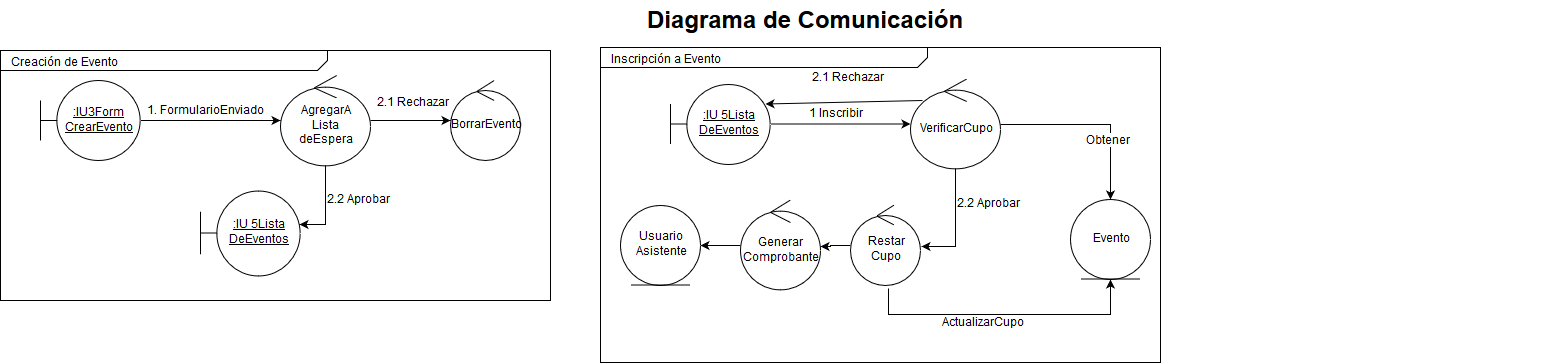 Diagrama de Comunicación
Creación de Evento
:IU3Form
CrearEvento
1. FormularioEnviado
AgregarA
Lista
deEspera
2.1 Rechazar
BorrarEvento
2.2 Aprobar
:IU 5Lista
DeEventos
Inscripción a Evento
2.1 Rechazar
:IU 5Lista
DeEventos
1 Inscribir
VerificarCupo
Obtener
2.2 Aprobar
Usuario
Asistente
Generar
Comprobante
Restar
Cupo
Evento
ActualizarCupo